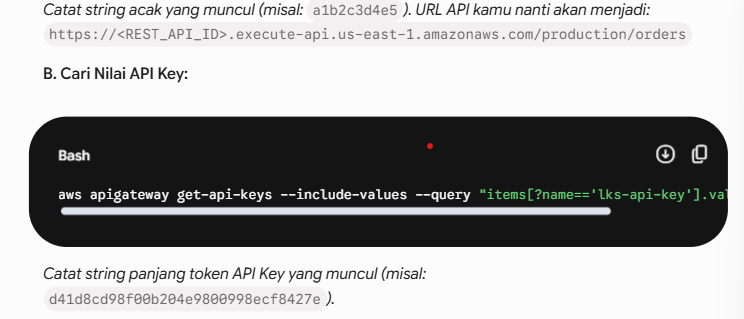 Catat string acak yang muncul (misal: a1b2c3d4e5 ). URL API kamu nanti akan menjadi:
https://<REST_API_ID>.execute-api.us-east-1.amazonaws.com/production/orders
B. Cari Nilai API Key:
Bash
aws apigateway get-api-keys --include-values --query "items[?name=='lks-api-key'].val
Catat string panjang token API Key yang muncul (misal:
d41d8cd98f00b204e9800998ecf8427e ).